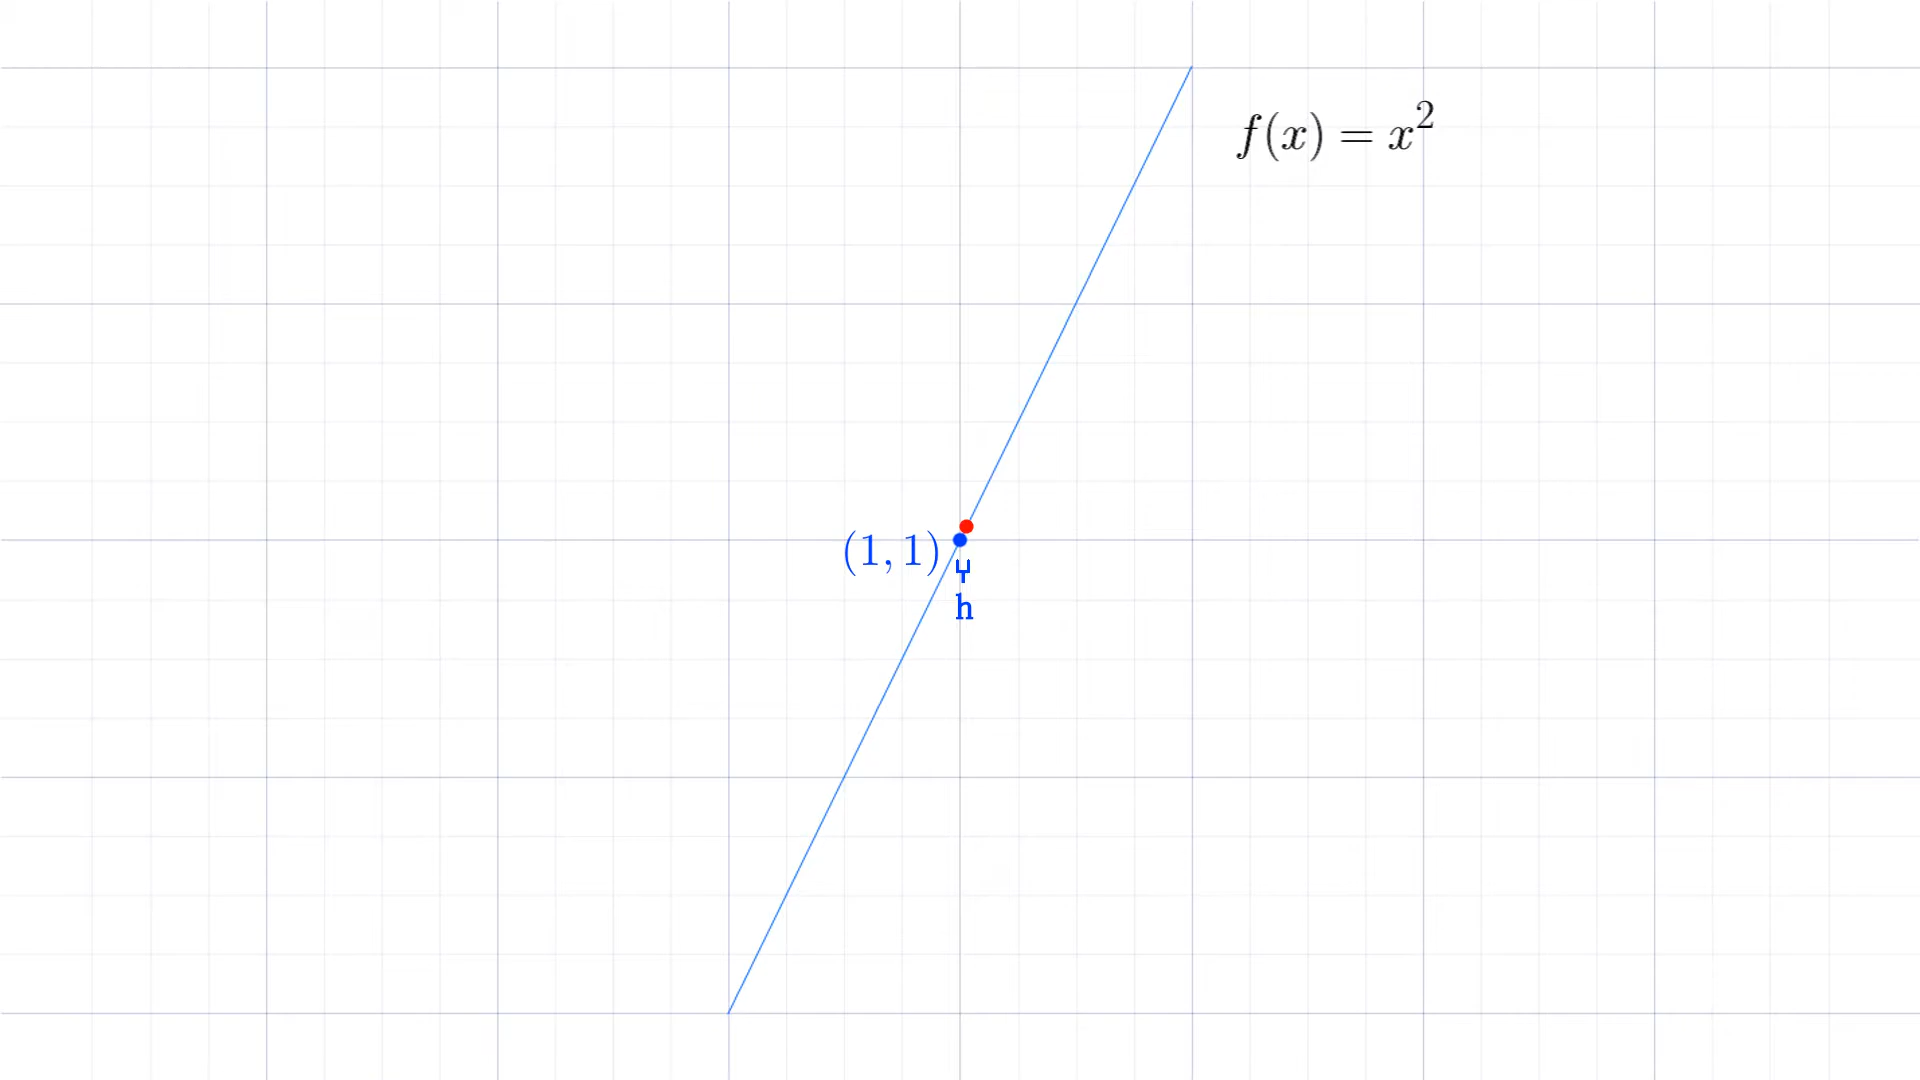 f(x) = x²
(1, 1)
h